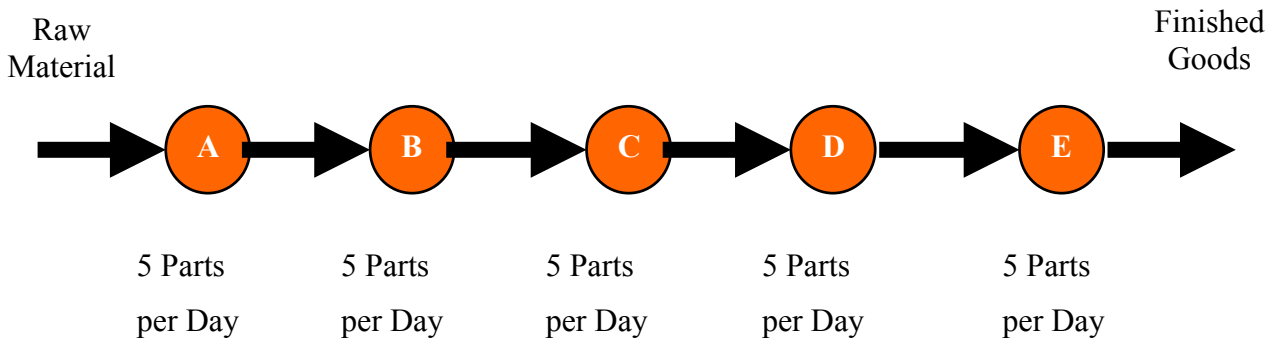 Raw
Material
Finished
Goods
A
B
C
D
E
5 Parts
per Day
5 Parts
per Day
5 Parts
per Day
5 Parts
per Day
5 Parts
per Day